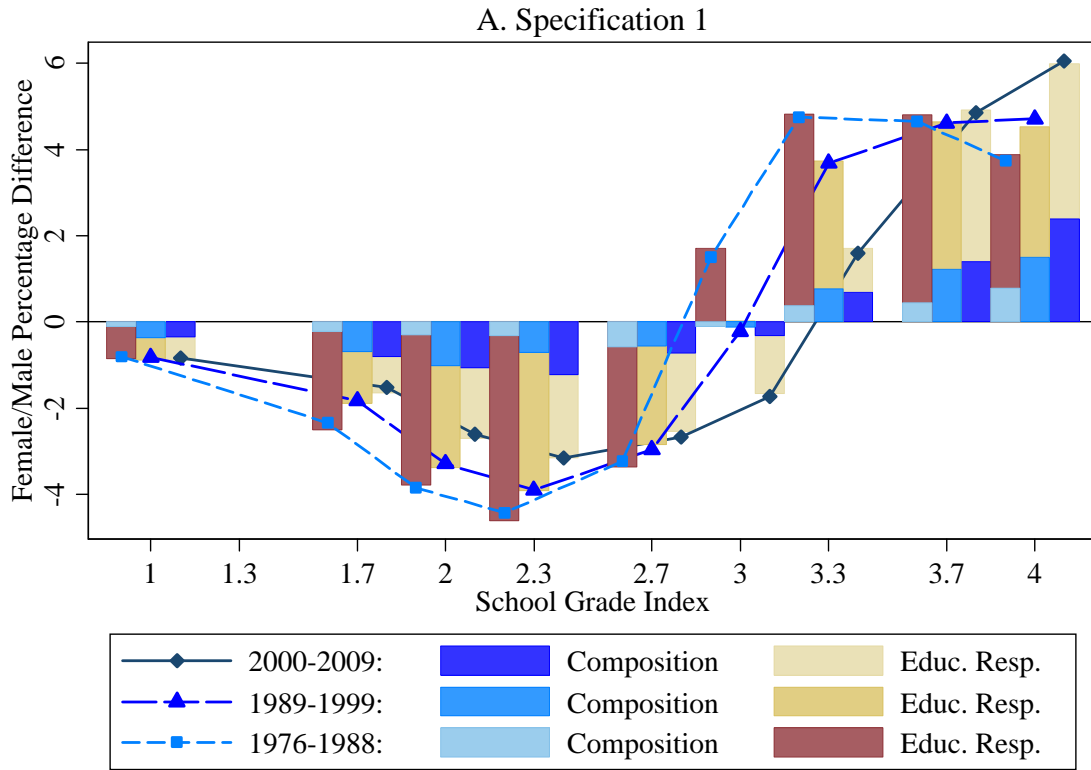 A. Specification 1
Female/Male Percentage Difference
6
4
2
0
-2
-4
1 1.3 1.7 2 2.3 2.7 3 3.3 3.7 4
School Grade Index
2000-2009: Composition Educ. Resp.
1989-1999: Composition Educ. Resp.
1976-1988: Composition Educ. Resp.